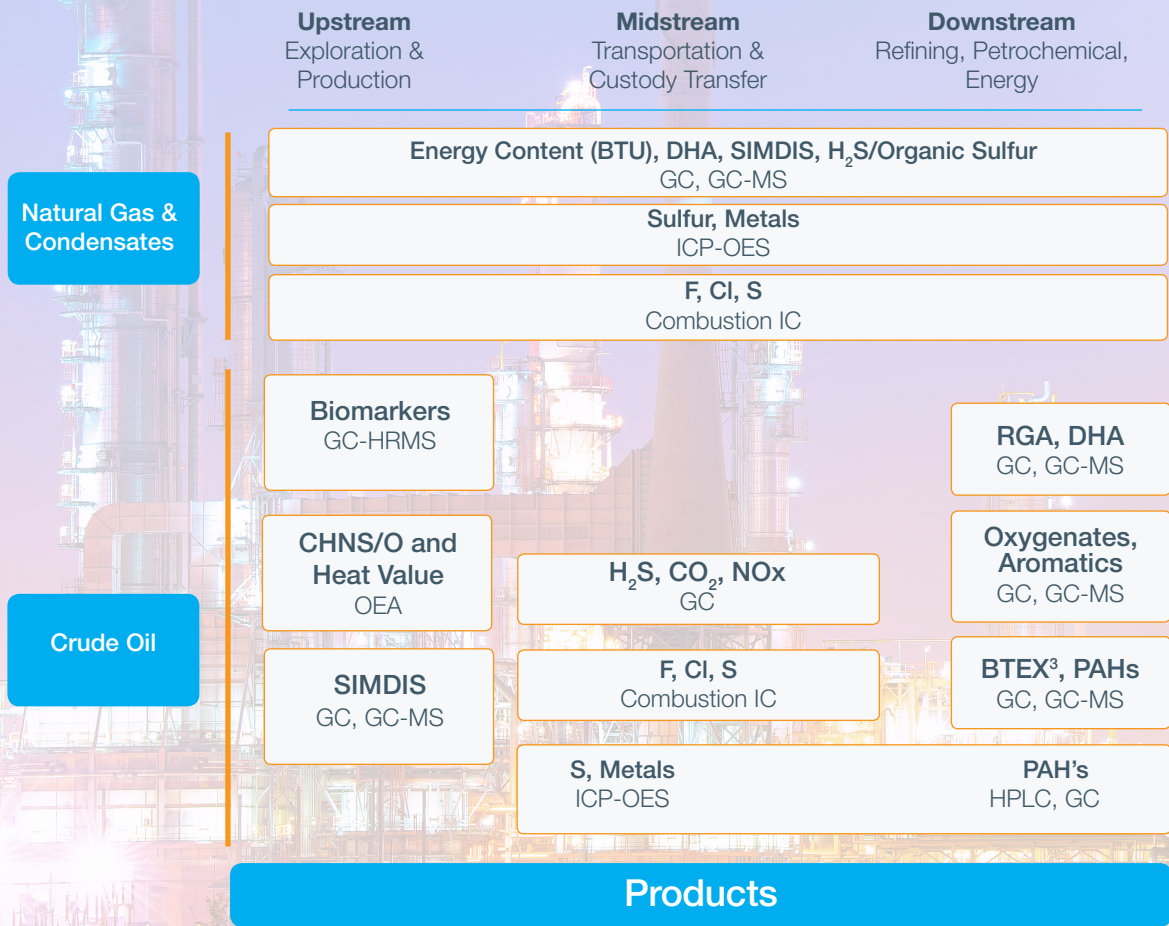 Upstream
Exploration &
Production
Midstream
Transportation &
Custody Transfer
Downstream
Refining, Petrochemical,
Energy
Natural Gas &
Condensates
Energy Content (BTU), DHA, SIMDIS, H₂S/Organic Sulfur
GC, GC-MS
Sulfur, Metals
ICP-OES
F, Cl, S
Combustion IC
Crude Oil
Biomarkers
GC-HRMS
CHNS/O and
Heat Value
OEA
SIMDIS
GC, GC-MS
H₂S, CO₂, NOx
GC
F, Cl, S
Combustion IC
S, Metals
ICP-OES
RGA, DHA
GC, GC-MS
Oxygenates,
Aromatics
GC, GC-MS
BTEX³, PAHs
GC, GC-MS
PAH's
HPLC, GC
Products